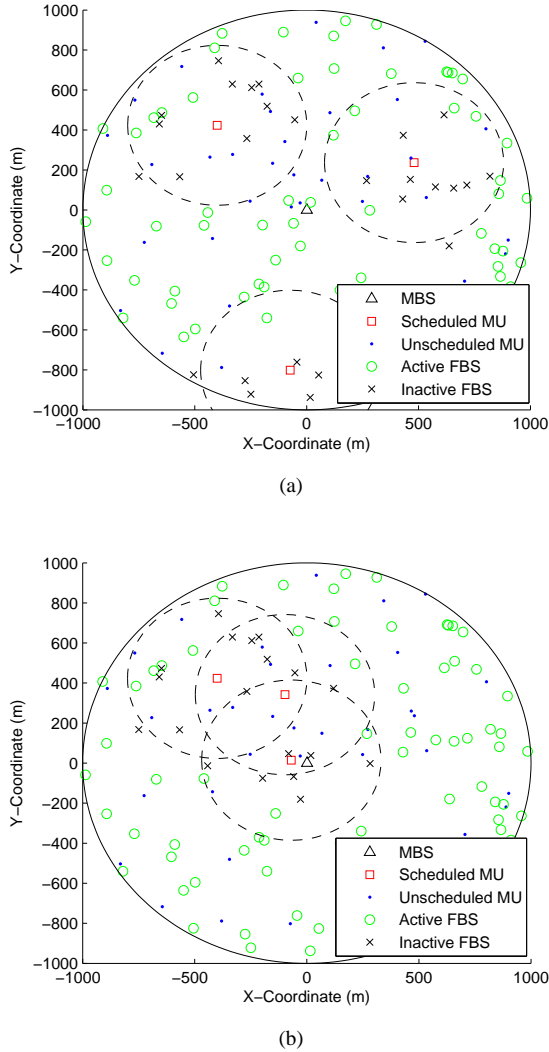 1000
800
600
400
200
0
−200
−400
−600
−800
−1000
Y−Coordinate (m)
MBS
Scheduled MU
Unscheduled MU
Active FBS
Inactive FBS
−1000 −500 0 500 1000
X−Coordinate (m)
(a)
1000
800
600
400
200
0
−200
−400
−600
−800
−1000
Y−Coordinate (m)
MBS
Scheduled MU
Unscheduled MU
Active FBS
Inactive FBS
−1000 −500 0 500 1000
X−Coordinate (m)
(b)